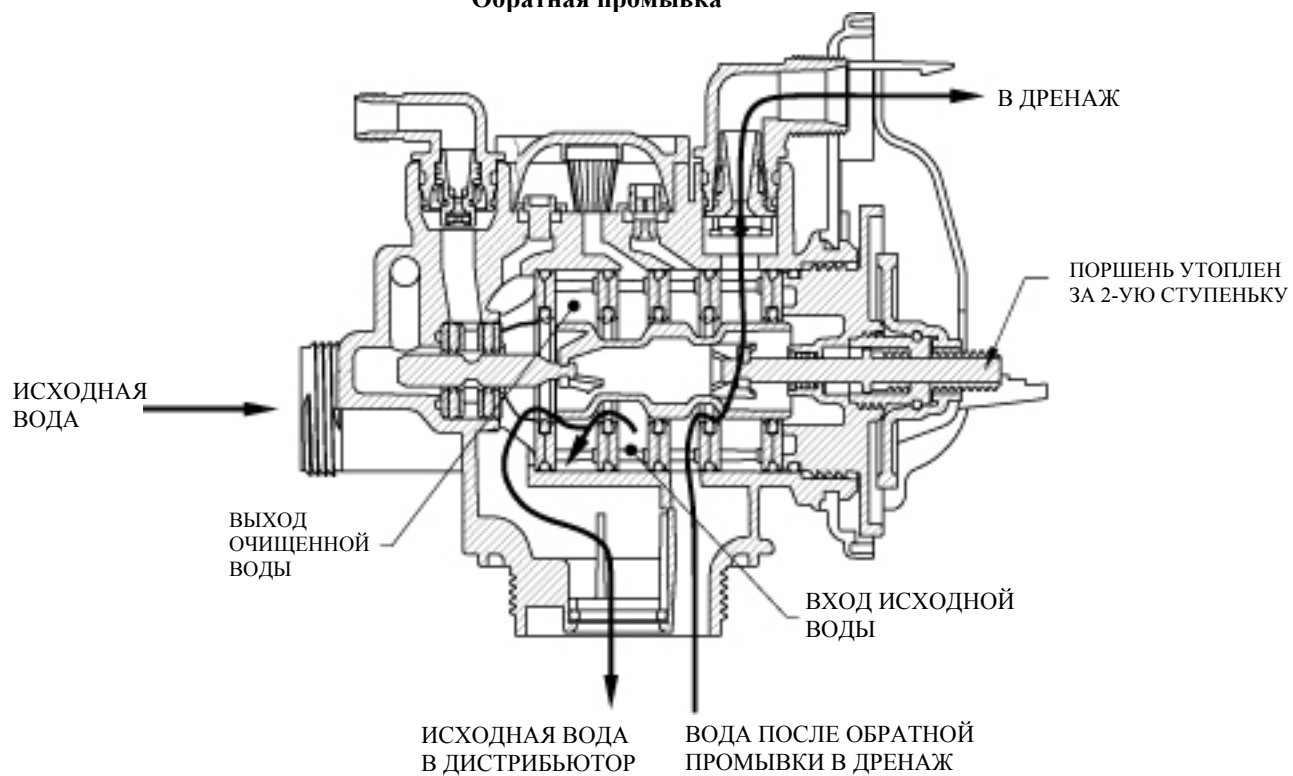 Обратная промывка
В ДРЕНАЖ
ПОРШЕНЬ УТОПЛЕН
ЗА 2-УЮ СТУПЕНЬКУ
ИСХОДНАЯ
ВОДА
ВЫХОД
ОЧИЩЕННОЙ
ВОДЫ
ВХОД ИСХОДНОЙ
ВОДЫ
ИСХОДНАЯ ВОДА
В ДИСТРИБЬЮТОР
ВОДА ПОСЛЕ ОБРАТНОЙ
ПРОМЫВКИ В ДРЕНАЖ